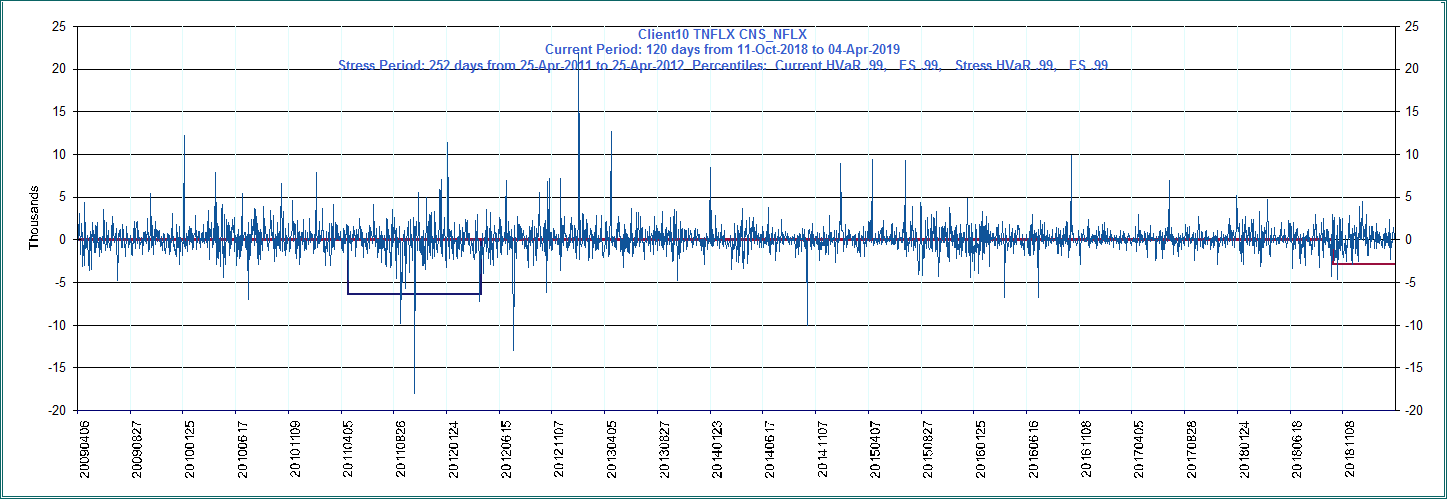 Client10 TNFLX CNS_NFLX
Current Period: 120 days from 11-Oct-2018 to 04-Apr-2019
Stress Period: 252 days from 25-Apr-2011 to 25-Apr-2012 Percentiles: Current HVaR .99, ES .99, Stress HVaR .99, ES .99
25 25
20 20
15 15
10 10
5 5
0 0
-5 -5
-10 -10
-15 -15
-20 -20
Thousands
20090406 20090827 20100125 20100617 20101109 20110405 20110826 20120124 20120615 20121107 20130405 20130827 20140123 20140617 20141107 20150407 20150827 20160125 20160616 20161108 20170405 20170828 20180124 20180618 20181108